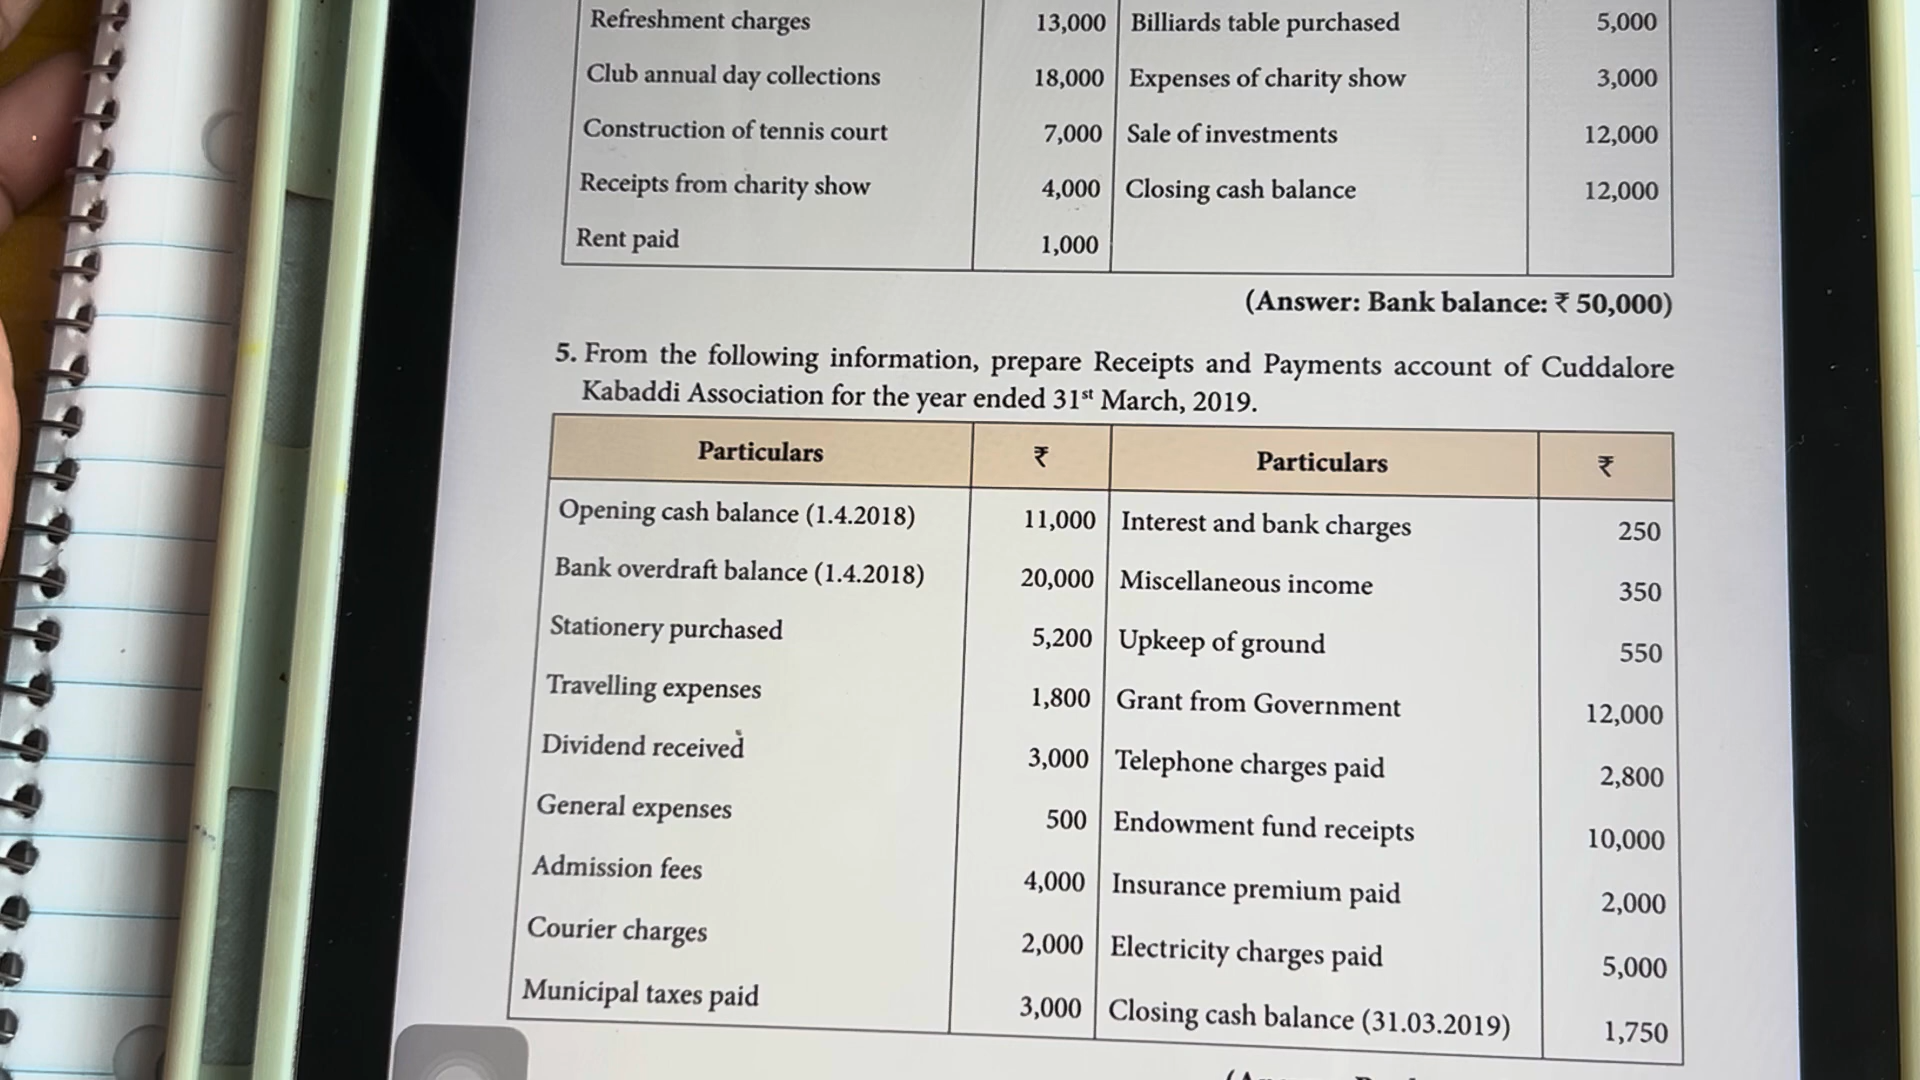 Refreshment charges 13,000 Billiards table purchased 5,000
Club annual day collections 18,000 Expenses of charity show 3,000
Construction of tennis court 7,000 Sale of investments 12,000
Receipts from charity show 4,000 Closing cash balance 12,000
Rent paid 1,000
(Answer: Bank balance: ₹ 50,000)
5. From the following information, prepare Receipts and Payments account of Cuddalore
Kabaddi Association for the year ended 31st March, 2019.
Particulars ₹ Particulars ₹
Opening cash balance (1.4.2018) 11,000 Interest and bank charges 250
Bank overdraft balance (1.4.2018) 20,000 Miscellaneous income 350
Stationery purchased 5,200 Upkeep of ground 550
Travelling expenses 1,800 Grant from Government 12,000
Dividend received 3,000 Telephone charges paid 2,800
General expenses 500 Endowment fund receipts 10,000
Admission fees 4,000 Insurance premium paid 2,000
Courier charges 2,000 Electricity charges paid 5,000
Municipal taxes paid 3,000 Closing cash balance (31.03.2019) 1,750